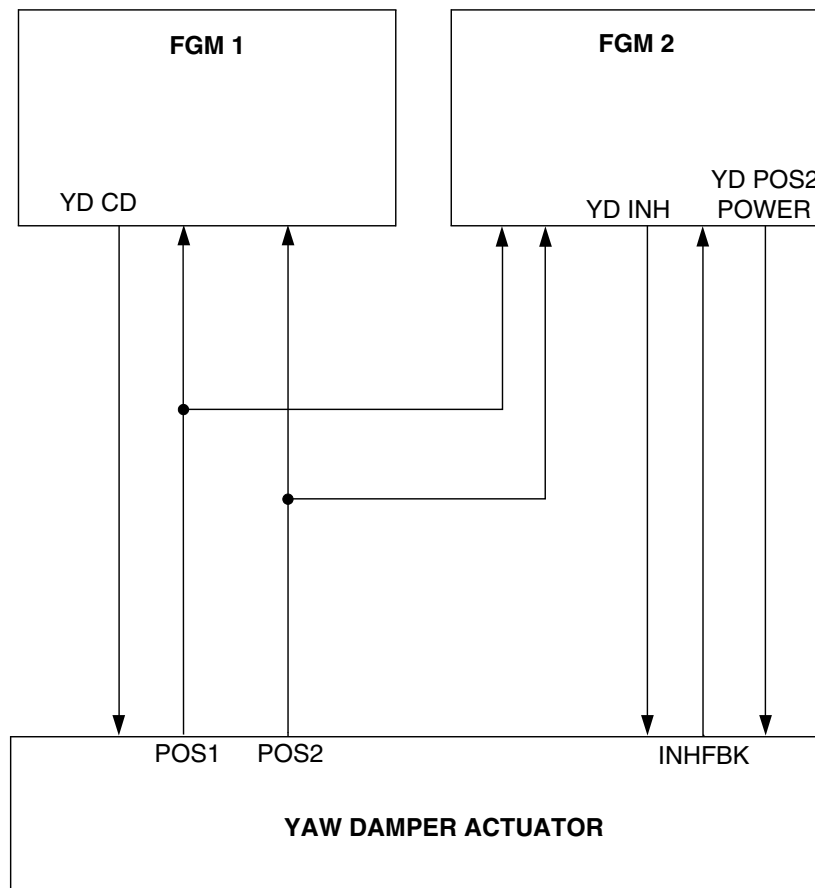 FGM 1
FGM 2
YD CD
YD INH
YD POS2
POWER
POS1
POS2
INHFBK
YAW DAMPER ACTUATOR